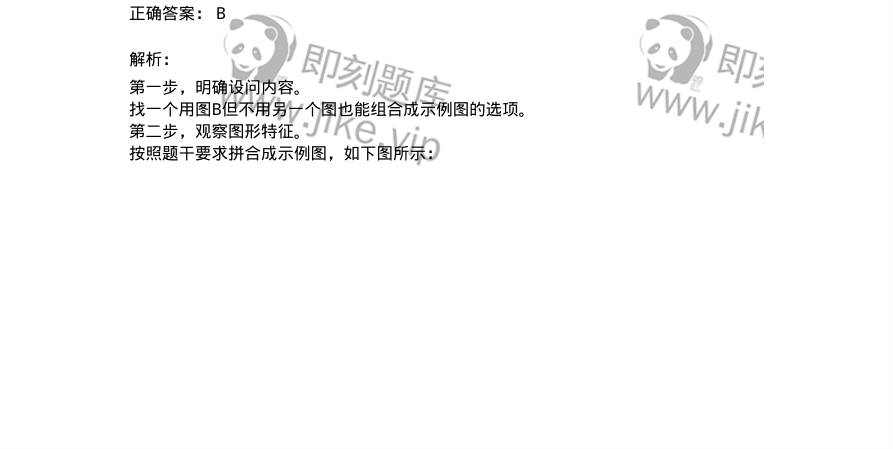 正确答案： B
解析：
第一步，明确设问内容。
找一个用图B但不用另一个图也能组合成示例图的选项。
第二步，观察图形特征。
按照题干要求拼合成示例图，如下图所示：
即刻题库
www.jike.vip
即刻
www.jik